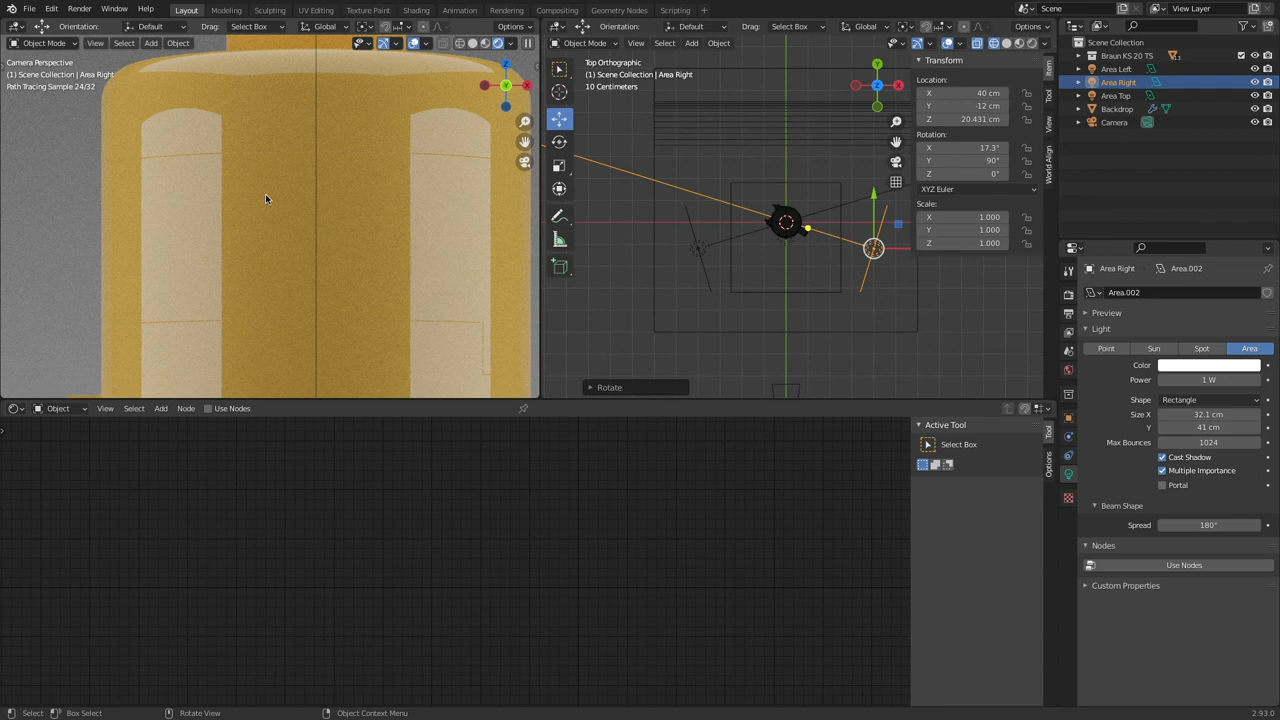 File Edit Render Window Help Layout Modeling Sculpting UV Editing Texture Paint Shading Animation Rendering Compositing Geometry Nodes Scripting + Scene View Layer
Orientation: Default Drag: Select Box Global Options
Orientation: Default Drag: Select Box Global Options
Object Mode View Select Add Object
Object Mode View Select Add Object
Camera Perspective
(1) Scene Collection | Area Right
Path Tracing Sample 24/32
X
Y
Z
Top Orthographic
(1) Scene Collection | Area Right
10 Centimeters
Y
X
Z
Rotate
Transform
Location:
X 40 cm
Y -12 cm
Z 20.431 cm
Rotation:
X 17.3°
Y 90°
Z 0°
XYZ Euler
Scale:
X 1.000
Y 1.000
Z 1.000
Item
Tool
View
World Align
Scene Collection
Braun KS 20 TS
Area Left
Area Right
Area Top
Backdrop
Camera
Area Right Area.002
Area.002
Preview
Light
Point Sun Spot Area
Color
Power 1 W
Shape Rectangle
Size X 32.1 cm
Y 41 cm
Max Bounces 1024
Cast Shadow
Multiple Importance
Portal
Beam Shape
Spread 180°
Nodes
Use Nodes
Custom Properties
Object View Select Add Node Use Nodes
Active Tool
Select Box
Tool
Options
Select Box Select Rotate View Object Context Menu 2.93.0